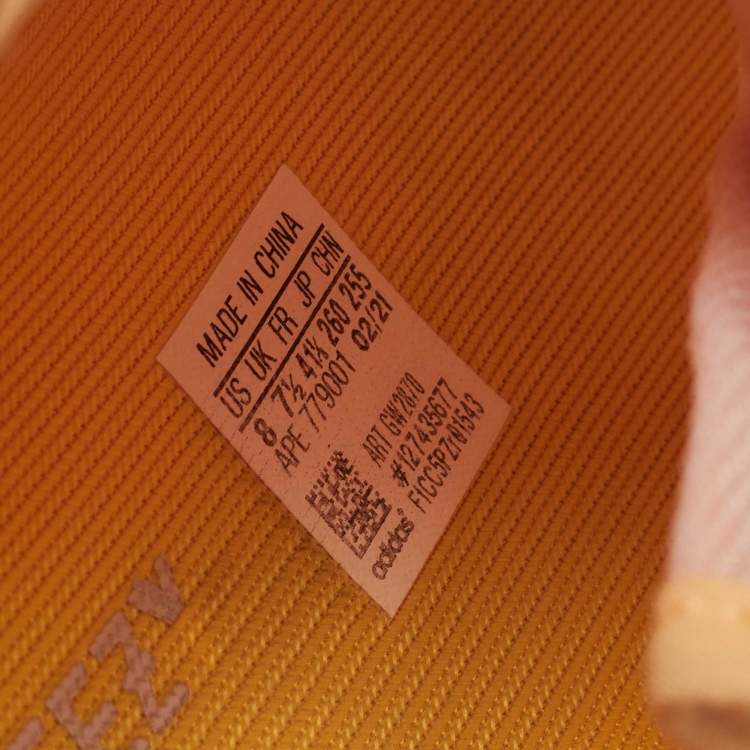 MADE IN CHINA
US UK FR JP CHN
8 7½ 41⅓ 260 255
APE 779001 02/21
ART GW2870
#127435677
adidas